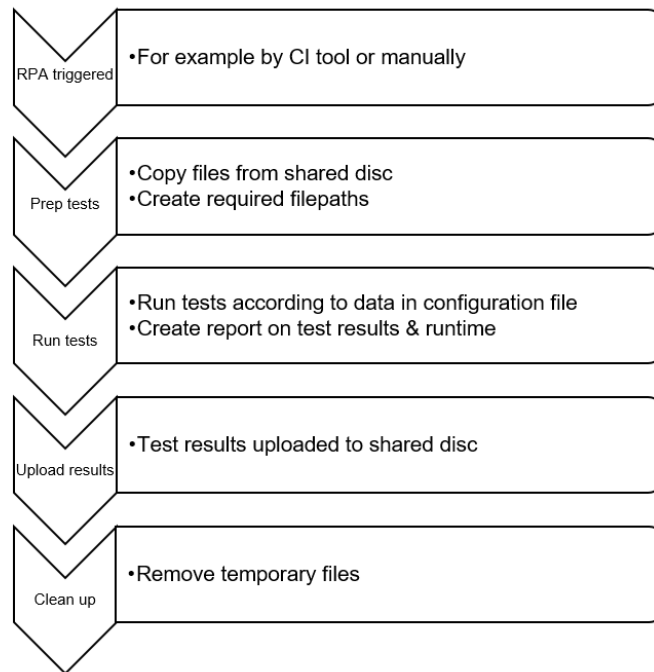 RPA triggered
•For example by CI tool or manually
Prep tests
•Copy files from shared disc
•Create required filepaths
Run tests
•Run tests according to data in configuration file
•Create report on test results & runtime
Upload results
•Test results uploaded to shared disc
Clean up
•Remove temporary files